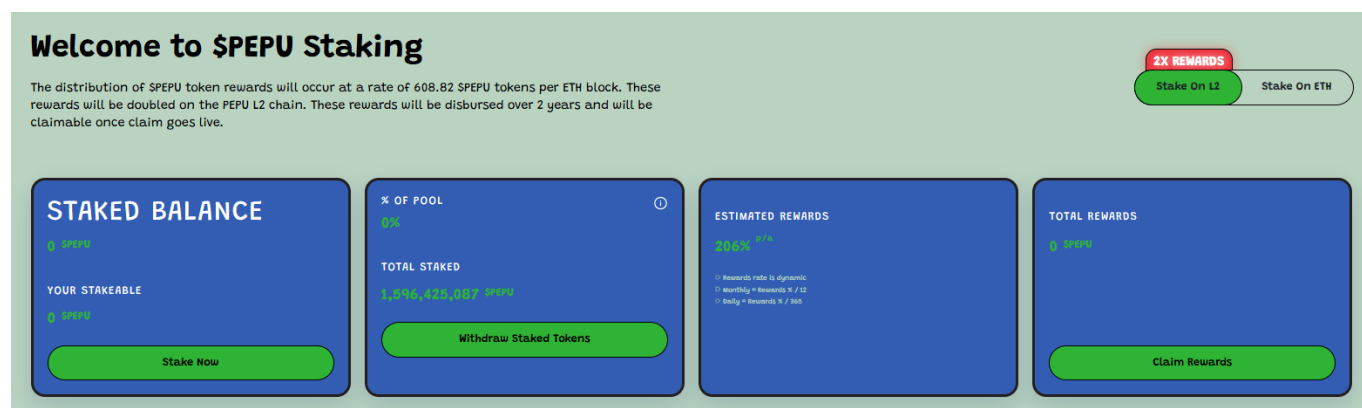 Welcome to $PEPU Staking
The distribution of $PEPU token rewards will occur at a rate of 608.82 $PEPU tokens per ETH block. These
rewards will be doubled on the PEPU L2 chain. These rewards will be disbursed over 2 years and will be
claimable once claim goes live.
2X REWARDS
Stake On L2
Stake On ETH
STAKED BALANCE
0 $PEPU
YOUR STAKEABLE
0 $PEPU
Stake Now
% OF POOL
0%
TOTAL STAKED
1,596,425,087 $PEPU
Withdraw Staked Tokens
ESTIMATED REWARDS
206% p/a
Rewards rate is dynamic
Monthly = Rewards % / 12
Daily = Rewards % / 365
TOTAL REWARDS
0 $PEPU
Claim Rewards